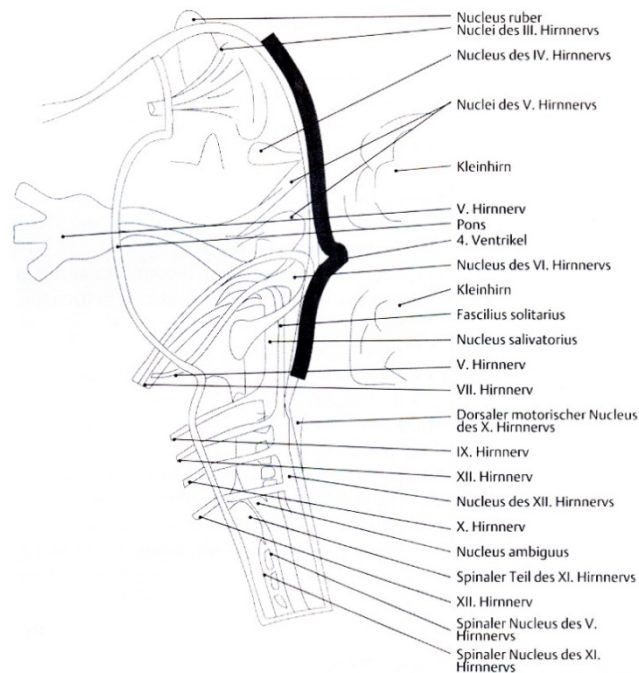 Nucleus ruber
Nuclei des III. Hirnnervs
Nucleus des IV. Hirnnervs
Nuclei des V. Hirnnervs
Kleinhirn
V. Hirnnerv
Pons
4. Ventrikel
Nucleus des VI. Hirnnervs
Kleinhirn
Fascilius solitarius
Nucleus salivatorius
V. Hirnnerv
VII. Hirnnerv
Dorsaler motorischer Nucleus
des X. Hirnnervs
IX. Hirnnerv
XII. Hirnnerv
Nucleus des XII. Hirnnervs
X. Hirnnerv
Nucleus ambiguus
Spinaler Teil des XI. Hirnnervs
XII. Hirnnerv
Spinaler Nucleus des V.
Hirnnervs
Spinaler Nucleus des XI.
Hirnnervs